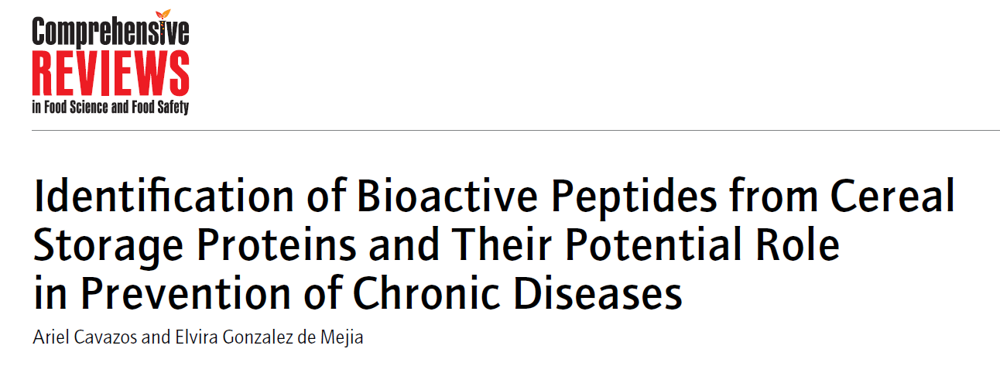 Comprehensive
REVIEWS
in Food Science and Food Safety
Identification of Bioactive Peptides from Cereal
Storage Proteins and Their Potential Role
in Prevention of Chronic Diseases
Ariel Cavazos and Elvira Gonzalez de Mejia